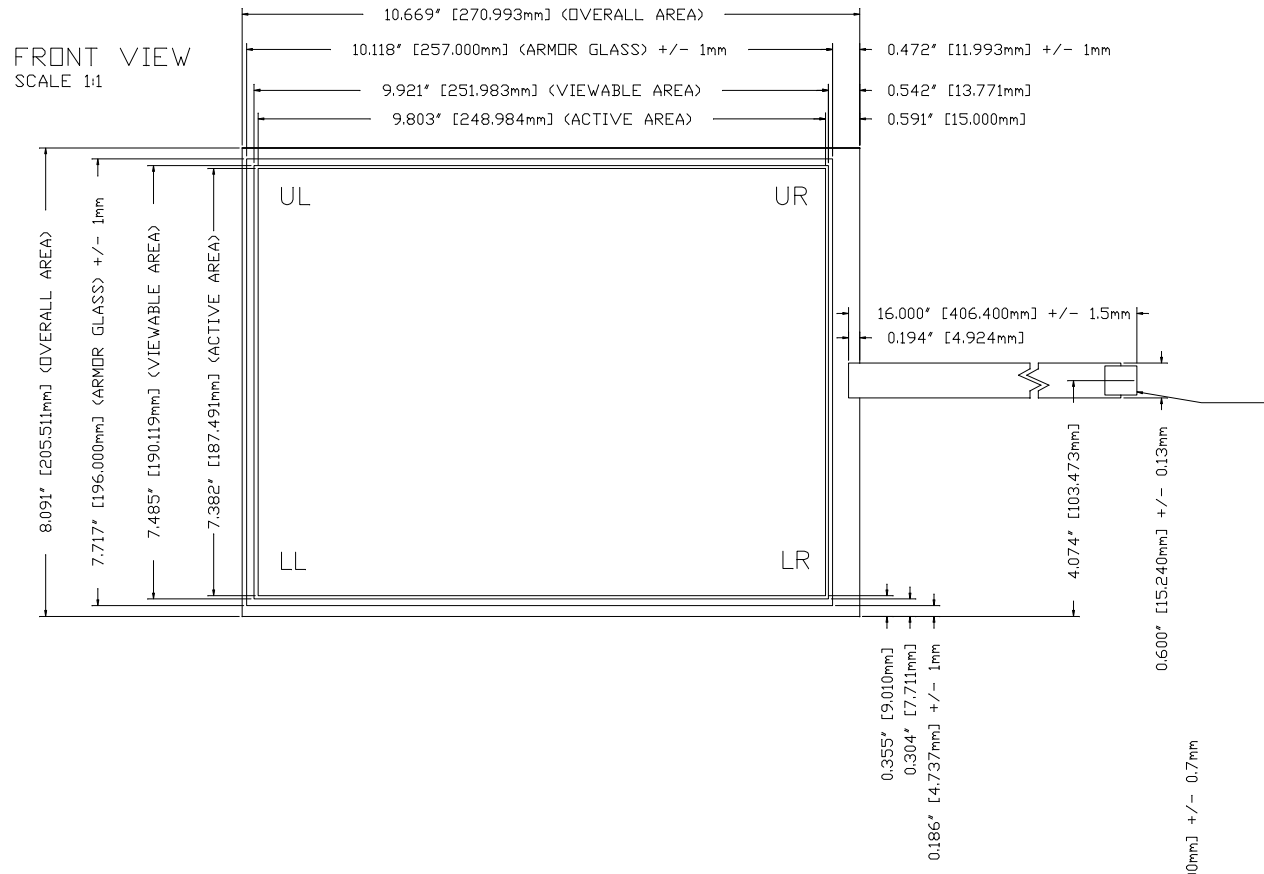 10.669" [270.993mm] (OVERALL AREA)
FRONT VIEW
SCALE 1:1
10.118" [257.000mm] (ARMOR GLASS) +/- 1mm
0.472" [11.993mm] +/- 1mm
9.921" [251.983mm] (VIEWABLE AREA)
0.542" [13.771mm]
9.803" [248.984mm] (ACTIVE AREA)
0.591" [15.000mm]
UL
UR
8.091" [205.511mm] (OVERALL AREA)
7.717" [196.000mm] (ARMOR GLASS) +/- 1mm
7.485" [190.119mm] (VIEWABLE AREA)
7.382" [187.491mm] (ACTIVE AREA)
16.000" [406.400mm] +/- 1.5mm
0.194" [4.924mm]
4.074" [103.473mm]
0.600" [15.240mm] +/- 0.13mm
LL
LR
0.355" [9.010mm]
0.304" [7.711mm]
0.186" [4.737mm] +/- 1mm
0mm] +/- 0.7mm